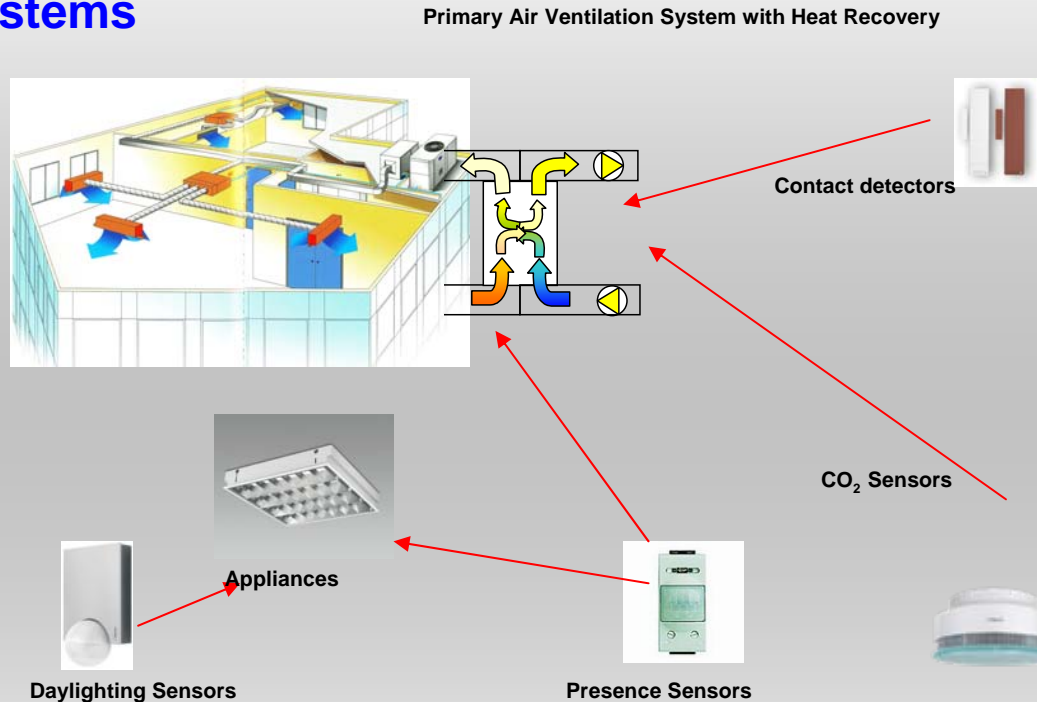 stems
Primary Air Ventilation System with Heat Recovery
Contact detectors
CO₂ Sensors
Appliances
Daylighting Sensors
Presence Sensors